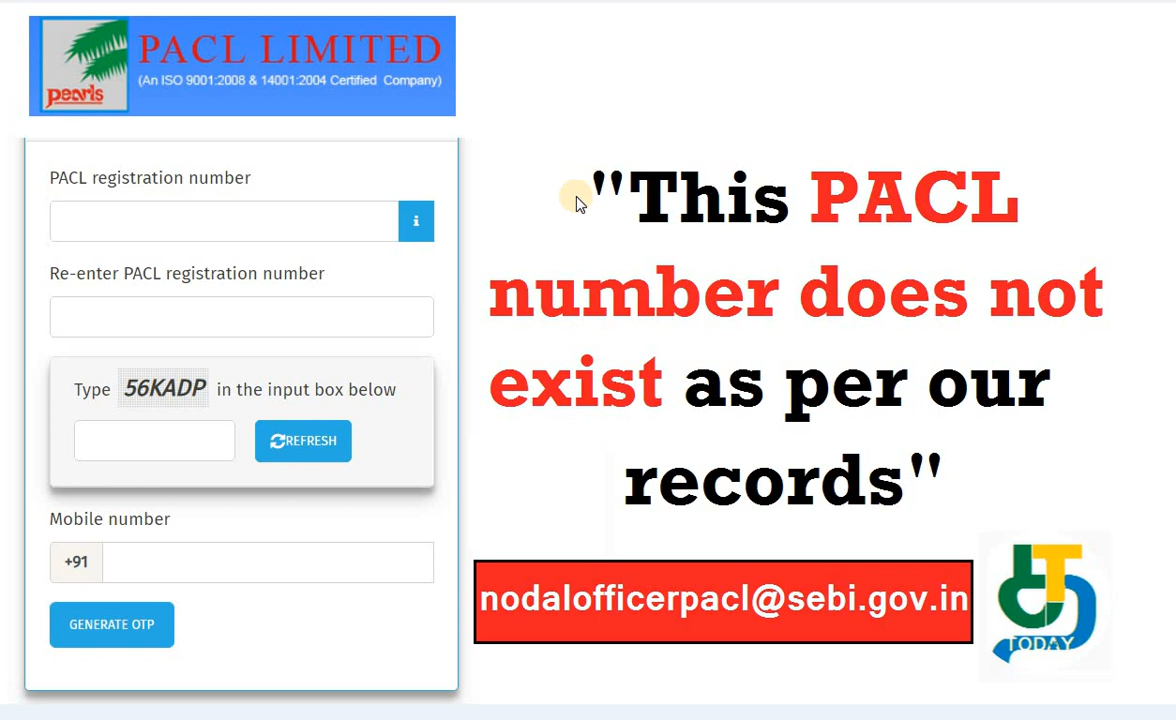 PACL LIMITED
(An ISO 9001:2008 & 14001:2004 Certified Company)
pearls
PACL registration number
i
Re-enter PACL registration number
Type 56KADP in the input box below
REFRESH
Mobile number
+91
GENERATE OTP
"This PACL
number does not
exist as per our
records"
nodalofficerpacl@sebi.gov.in
TODAY